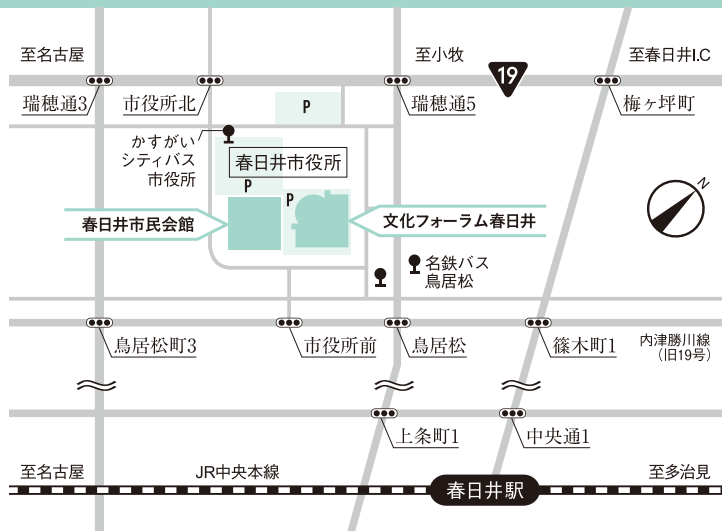 至名古屋
至小牧
至春日井I.C
19
瑞穂通3
市役所北
P
瑞穂通5
梅ヶ坪町
かすがい
シティバス
市役所
春日井市役所
P
P
N
春日井市民会館
文化フォーラム春日井
名鉄バス
鳥居松
鳥居松町3
市役所前
鳥居松
篠木町1
内津勝川線
（旧19号）
上条町1
中央通1
至名古屋
JR中央本線
春日井駅
至多治見